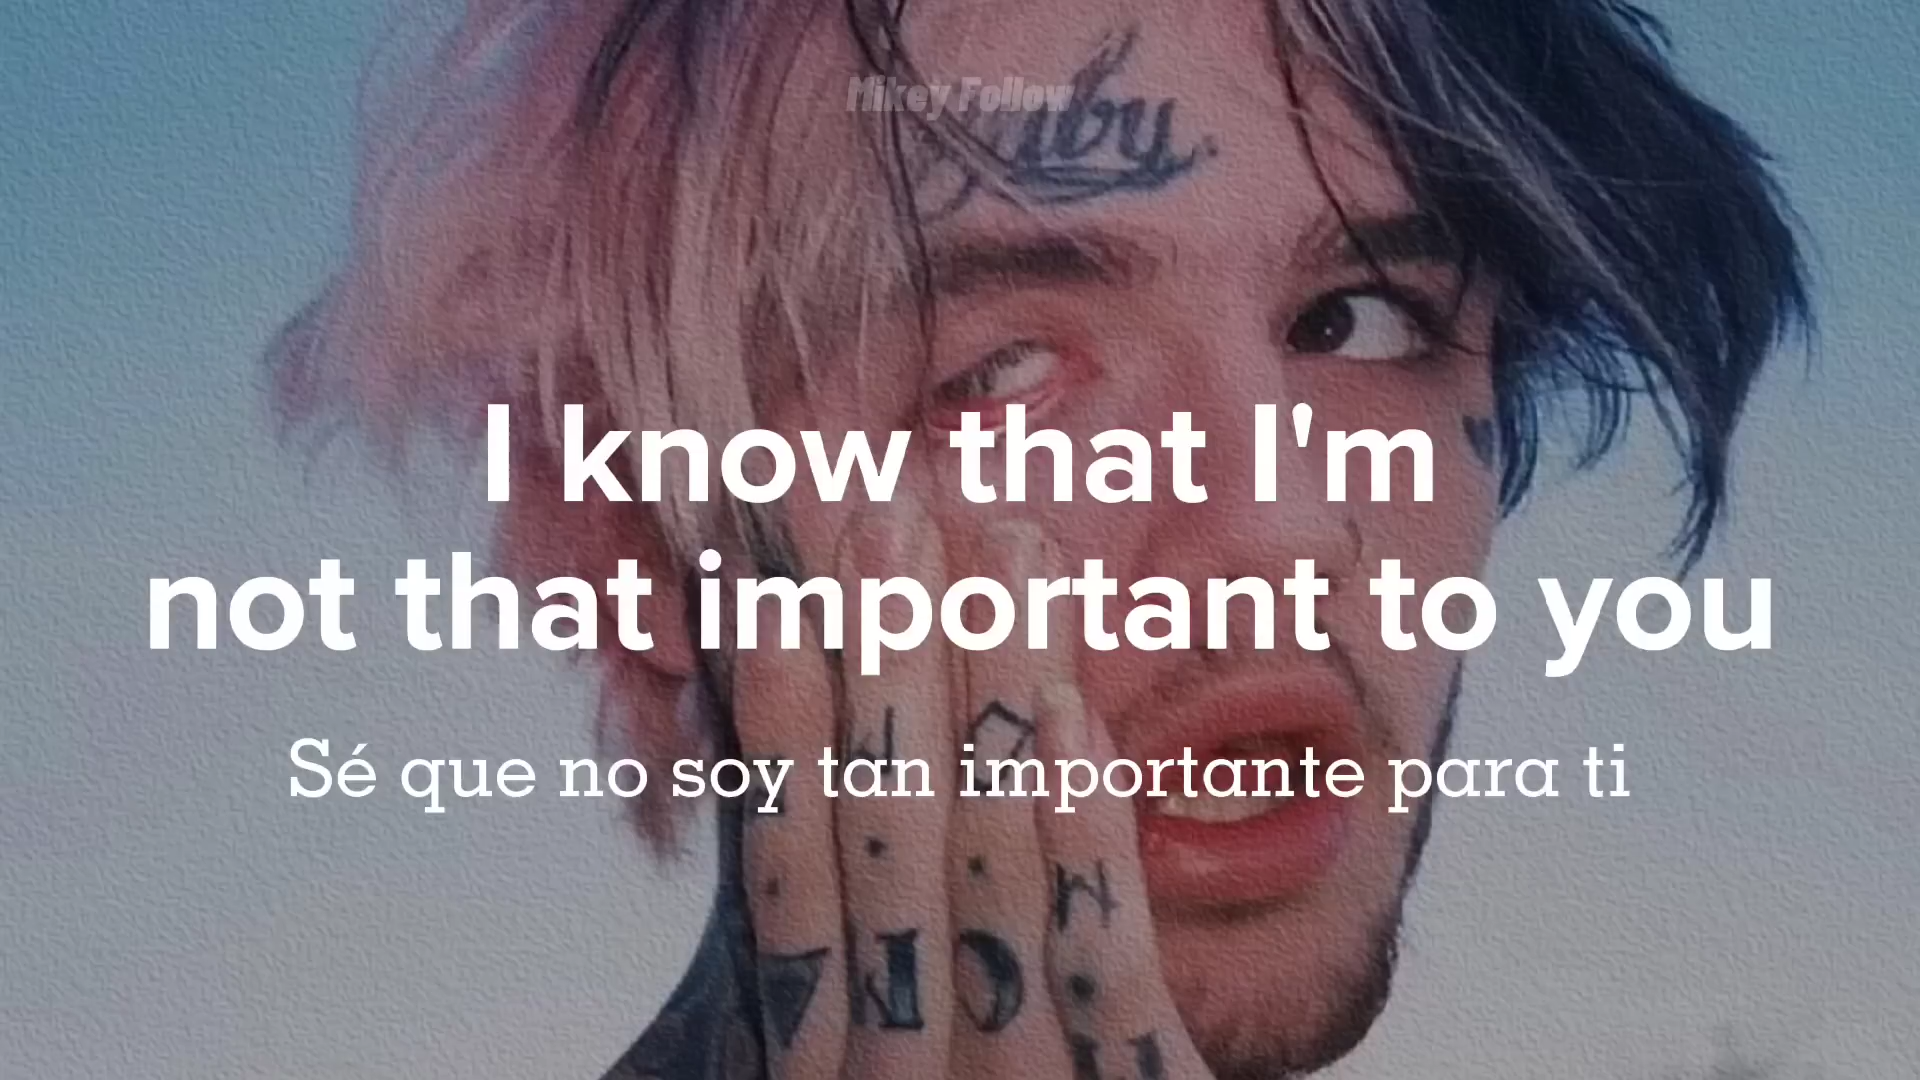 Mikey Follow
I know that I'm
not that important to you
Sé que no soy tan importante para ti